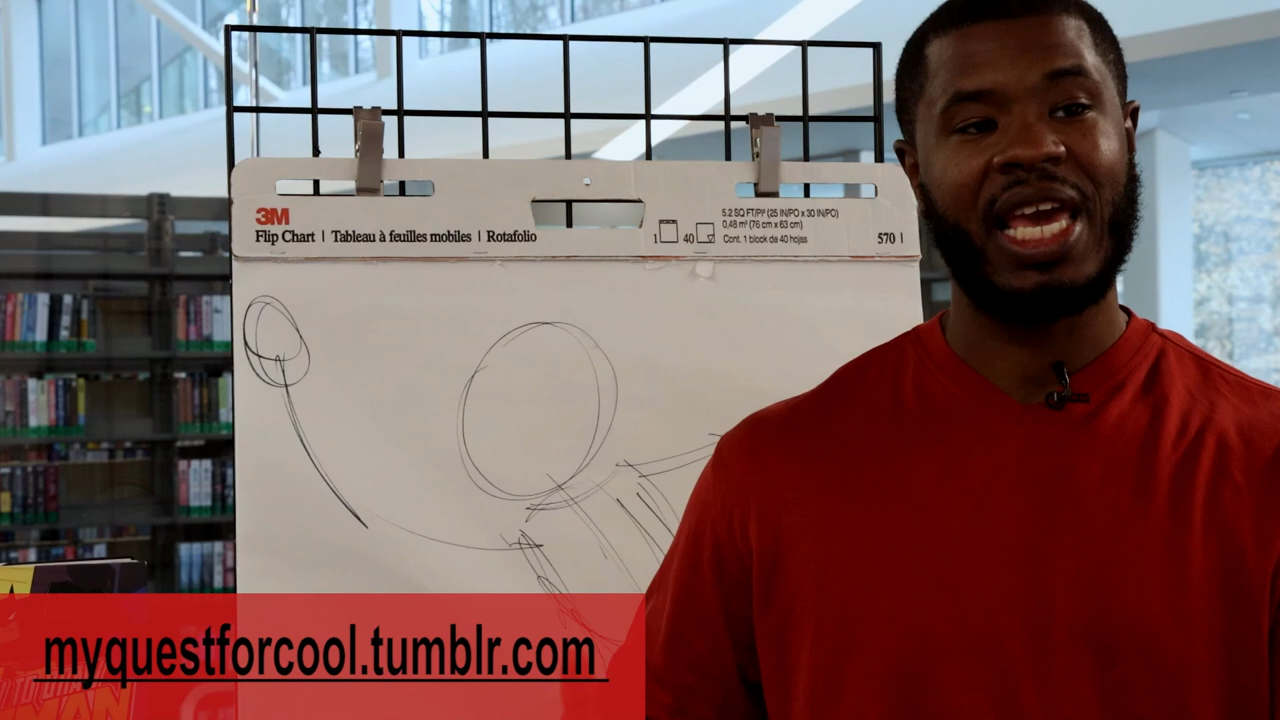 3M
Flip Chart | Tableau à feuilles mobiles | Rotafolio
1 40
5.2 SQ FT/PI² (25 IN/PO x 30 IN/PO)
0,48 m² (76 cm x 63 cm)
Cont. 1 block de 40 hojas
570
myquestforcool.tumblr.com
MAN